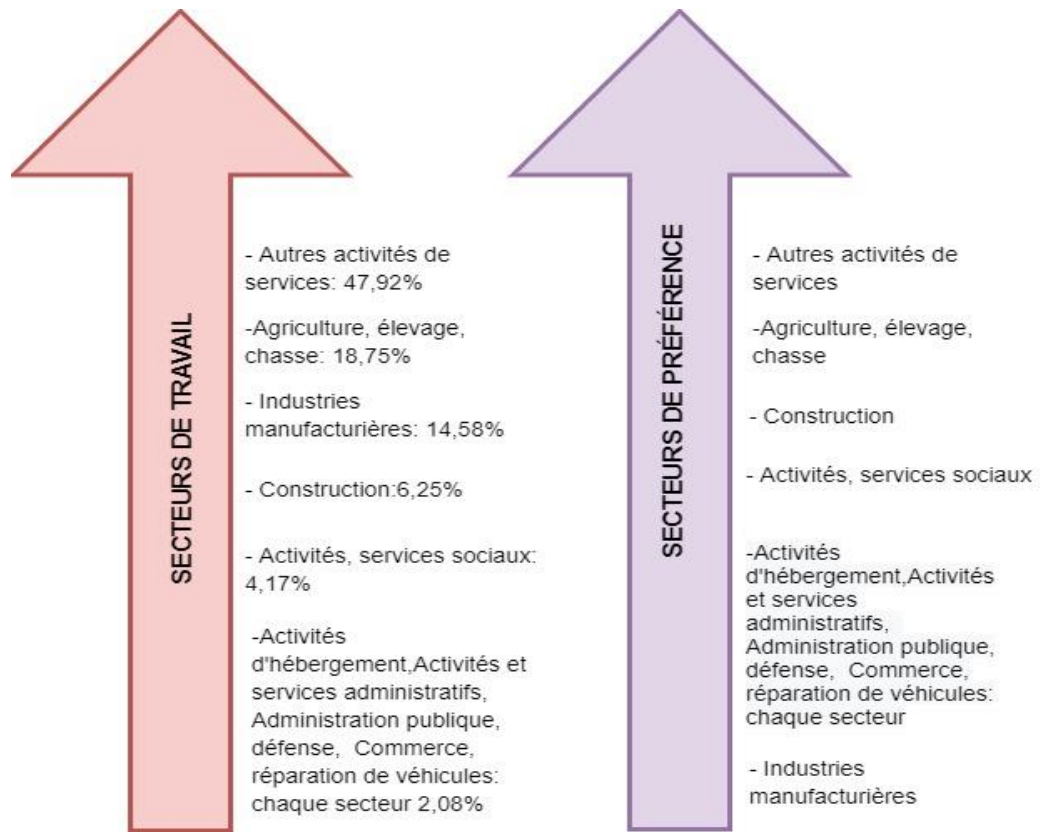 SECTEURS DE TRAVAIL
- Autres activités de
services: 47,92%
-Agriculture, élevage,
chasse: 18,75%
- Industries
manufacturières: 14,58%
- Construction:6,25%
- Activités, services sociaux:
4,17%
-Activités
d'hébergement,Activités et
services administratifs,
Administration publique,
défense, Commerce,
réparation de véhicules:
chaque secteur 2,08%
SECTEURS DE PRÉFÉRENCE
- Autres activités de
services
-Agriculture, élevage,
chasse
- Construction
- Activités, services sociaux
-Activités
d'hébergement,Activités
et services
administratifs,
Administration publique,
défense, Commerce,
réparation de véhicules:
chaque secteur
- Industries
manufacturières